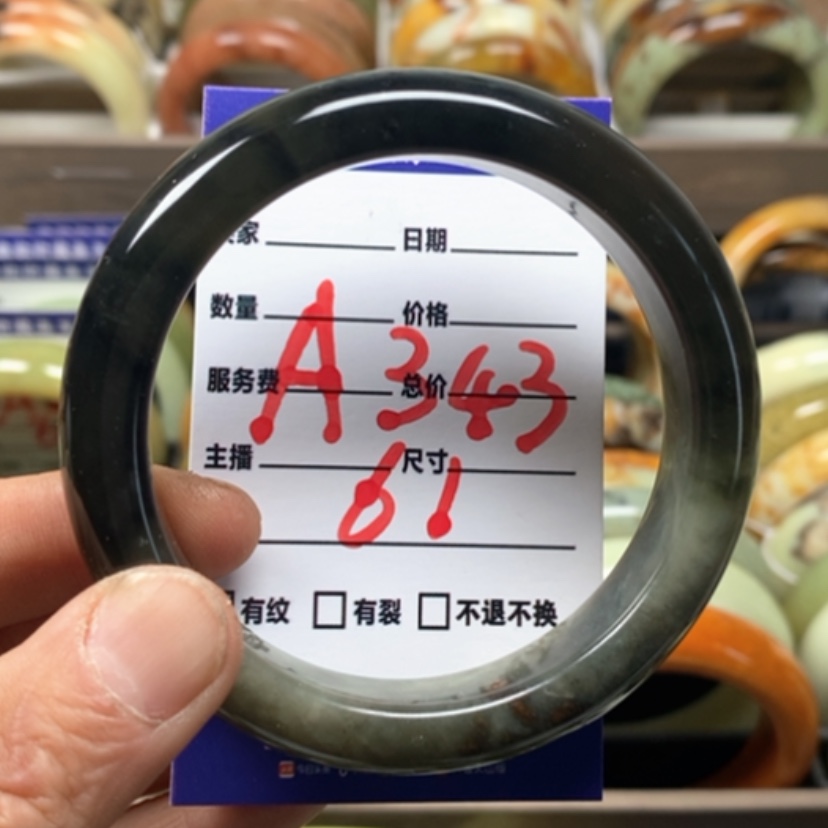 家 日期
数量 价格
A343
服务费 总价
主播 尺寸
61
有纹 有裂 不退不换